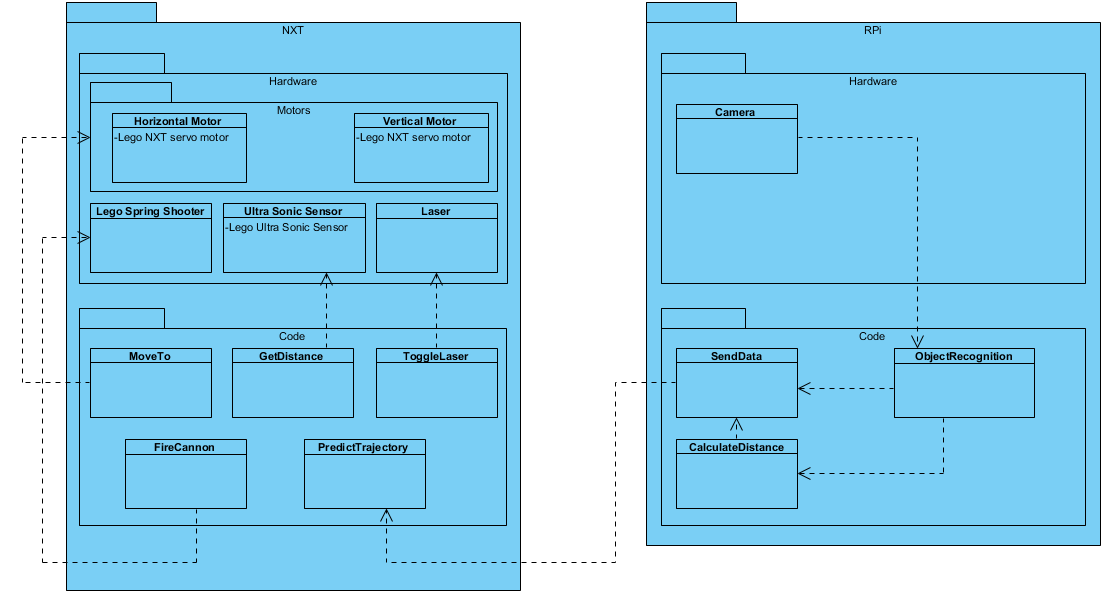 NXT
Hardware
Motors
Horizontal Motor
-Lego NXT servo motor
Vertical Motor
-Lego NXT servo motor
Lego Spring Shooter
Ultra Sonic Sensor
-Lego Ultra Sonic Sensor
Laser
Code
MoveTo
GetDistance
ToggleLaser
FireCannon
PredictTrajectory
RPi
Hardware
Camera
Code
SendData
ObjectRecognition
CalculateDistance